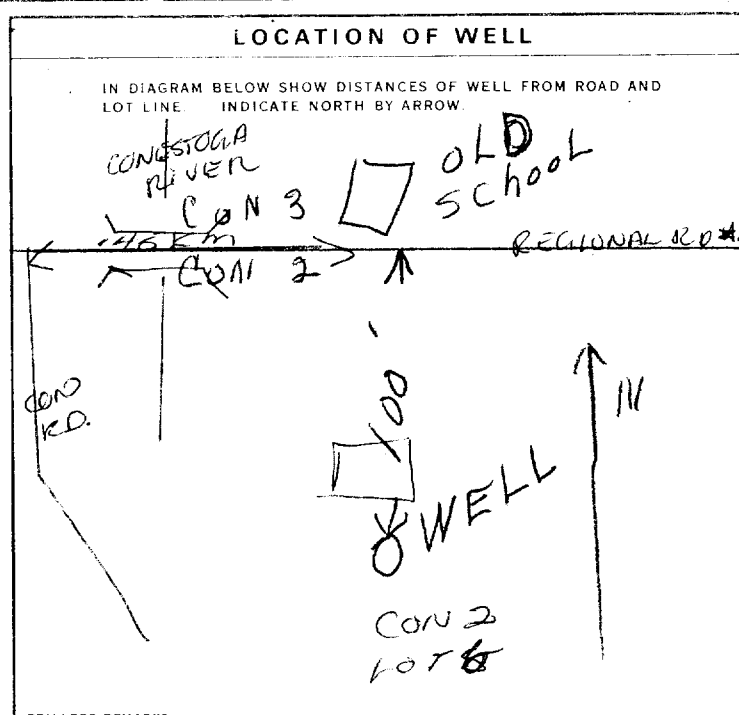 LOCATION OF WELL
IN DIAGRAM BELOW SHOW DISTANCES OF WELL FROM ROAD AND
LOT LINE. INDICATE NORTH BY ARROW.
CONESTOGA
RIVER
OLD
SCHOOL
CON 3
.45 km
REGIONAL RD #
CON 2
CON
RD.
100'
N
WELL
CON 2
LOT